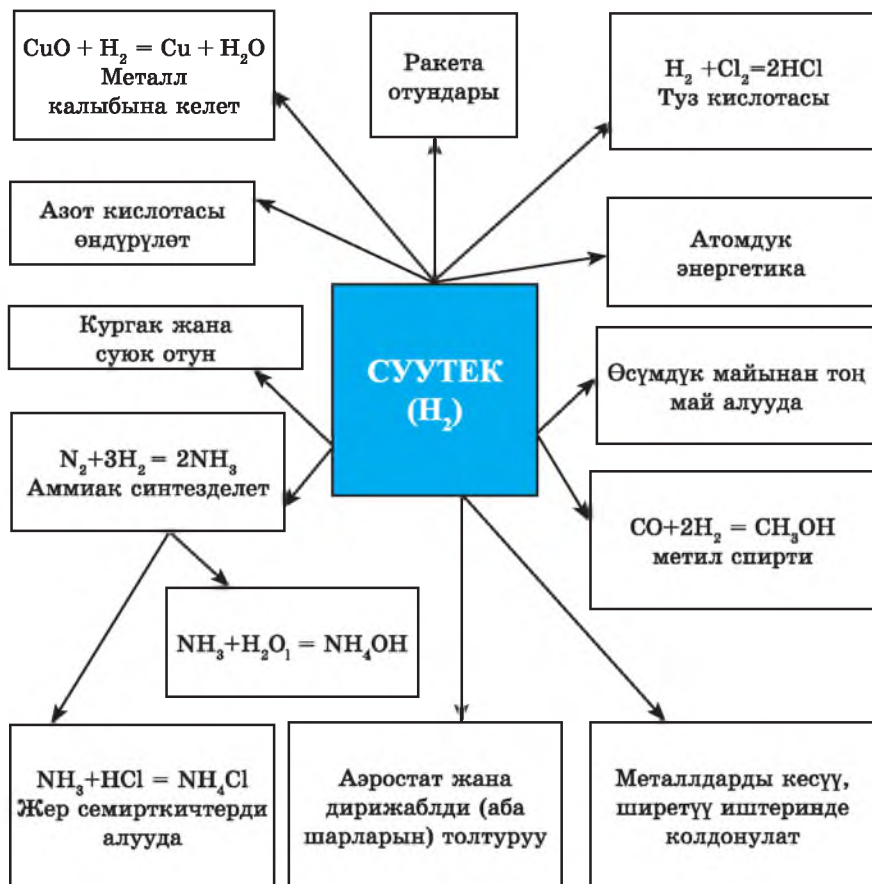 CuO + H₂ = Cu + H₂O
Металл
калыбына келет
Ракета
отундары
H₂ +Cl₂=2HCl
Туз кислотасы
Азот кислотасы
өндүрүлөт
Атомдук
энергетика
Кургак жана
суюк отун
СУУТЕК
(H₂)
Өсүмдүк майынан тоң
май алууда
N₂+3H₂ = 2NH₃
Аммиак синтезделет
CO+2H₂ = CH₃OH
метил спирти
NH₃+H₂O₁ = NH₄OH
NH₃+HCl = NH₄Cl
Жер семирткичтерди
алууда
Аэростат жана
дирижаблди (аба
шарларын) толтуруу
Металлдарды кесүү,
ширетүү иштеринде
колдонулат